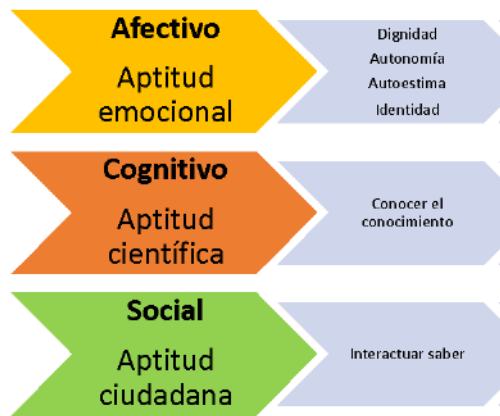 Afectivo
Aptitud
emocional
Dignidad
Autonomía
Autoestima
Identidad
Cognitivo
Aptitud
científica
Conocer el
conocimiento
Social
Aptitud
ciudadana
Interactuar saber